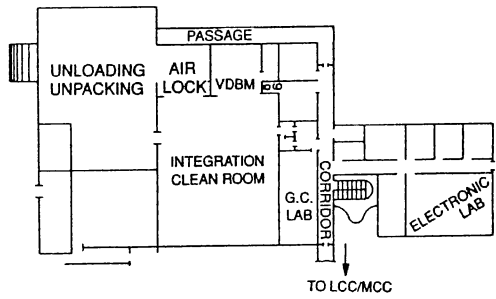 PASSAGE
UNLOADING
UNPACKING
AIR
LOCK
VDBM
INTEGRATION
CLEAN ROOM
G.C.
LAB
CORRIDOR
ELECTRONIC
LAB
TO LCC/MCC